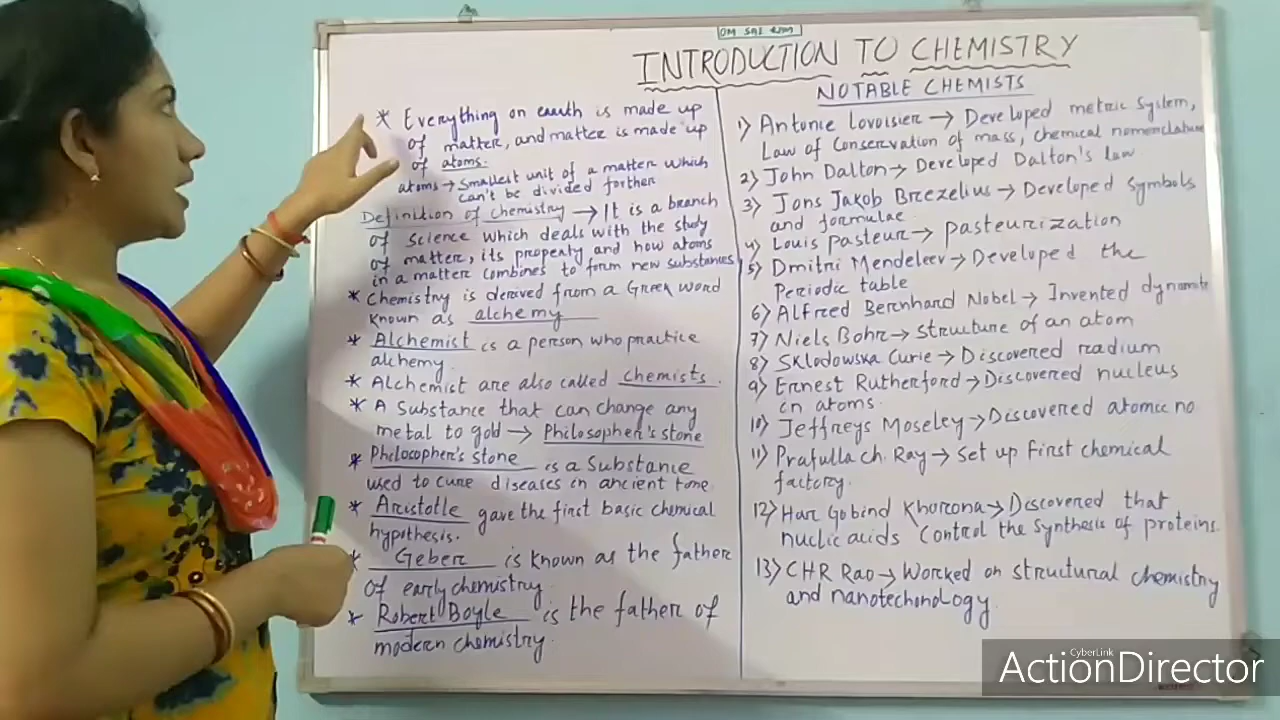 OM SAI RAM
INTRODUCTION TO CHEMISTRY
* Everything on earth is made up
of matter, and matter is made up
of atoms.
atoms → Smallest unit of a matter which
can't be divided forther
Definition of chemistry → It is a branch
of science which deals with the study
of matter, its property and how atoms
in a matter combines to form new substances
* Chemistry is derived from a Greek word
known as alchemy
* Alchemist is a person who practice
alchemy.
* Alchemist are also called chemists.
* A Substance that can change any
metal to gold → Philosopher's stone
* Philosopher's stone is a Substance
used to cure diseases in ancient time.
* Aristotle gave the first basic chemical
hypothesis.
* Geber is known as the father
of early chemistry.
* Robert Boyle is the father of
modern chemistry.
NOTABLE CHEMISTS
1) Antonie Lovoisier → Developed metric system,
Law of Conservation of mass, chemical nomenclature
2) John Dalton → Developed Dalton's law
3) Jons Jakob Brezelius → Developed symbols
and formulae
4) Louis Pasteur → pasteurization
5) Dmitri Mendeleev → Developed the
Periodic table
6) Alfred Bernhard Nobel → Invented dynamite
7) Niels Bohr → structure of an atom
8) Sklodowska Curie → Discovered radium
9) Ernest Rutherford → Discovered nucleus
in atoms.
10) Jeffreys Moseley → Discovered atomic no
11) Prafulla ch. Ray → Set up First chemical
factory.
12) Har Gobind Khorona → Discovered that
nuclic acids Control the synthesis of proteins.
13) CHR Rao → Worked on structural chemistry
and nanotechonology.
CyberLink
ActionDirector